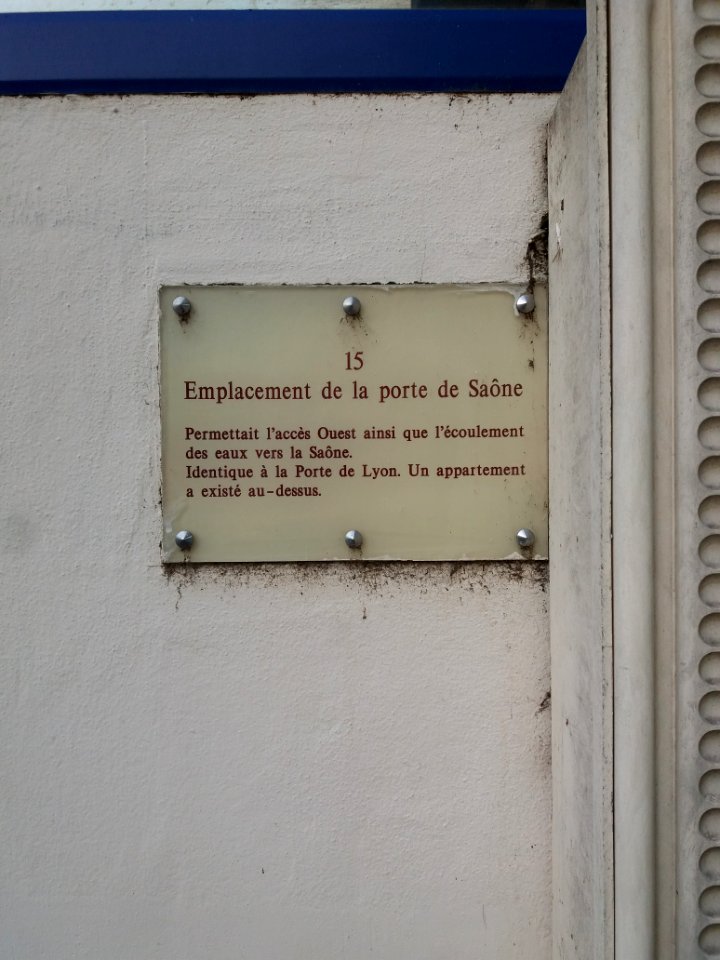 15
Emplacement de la porte de Saône
Permettait l'accès Ouest ainsi que l'écoulement
des eaux vers la Saône.
Identique à la Porte de Lyon. Un appartement
a existé au-dessus.